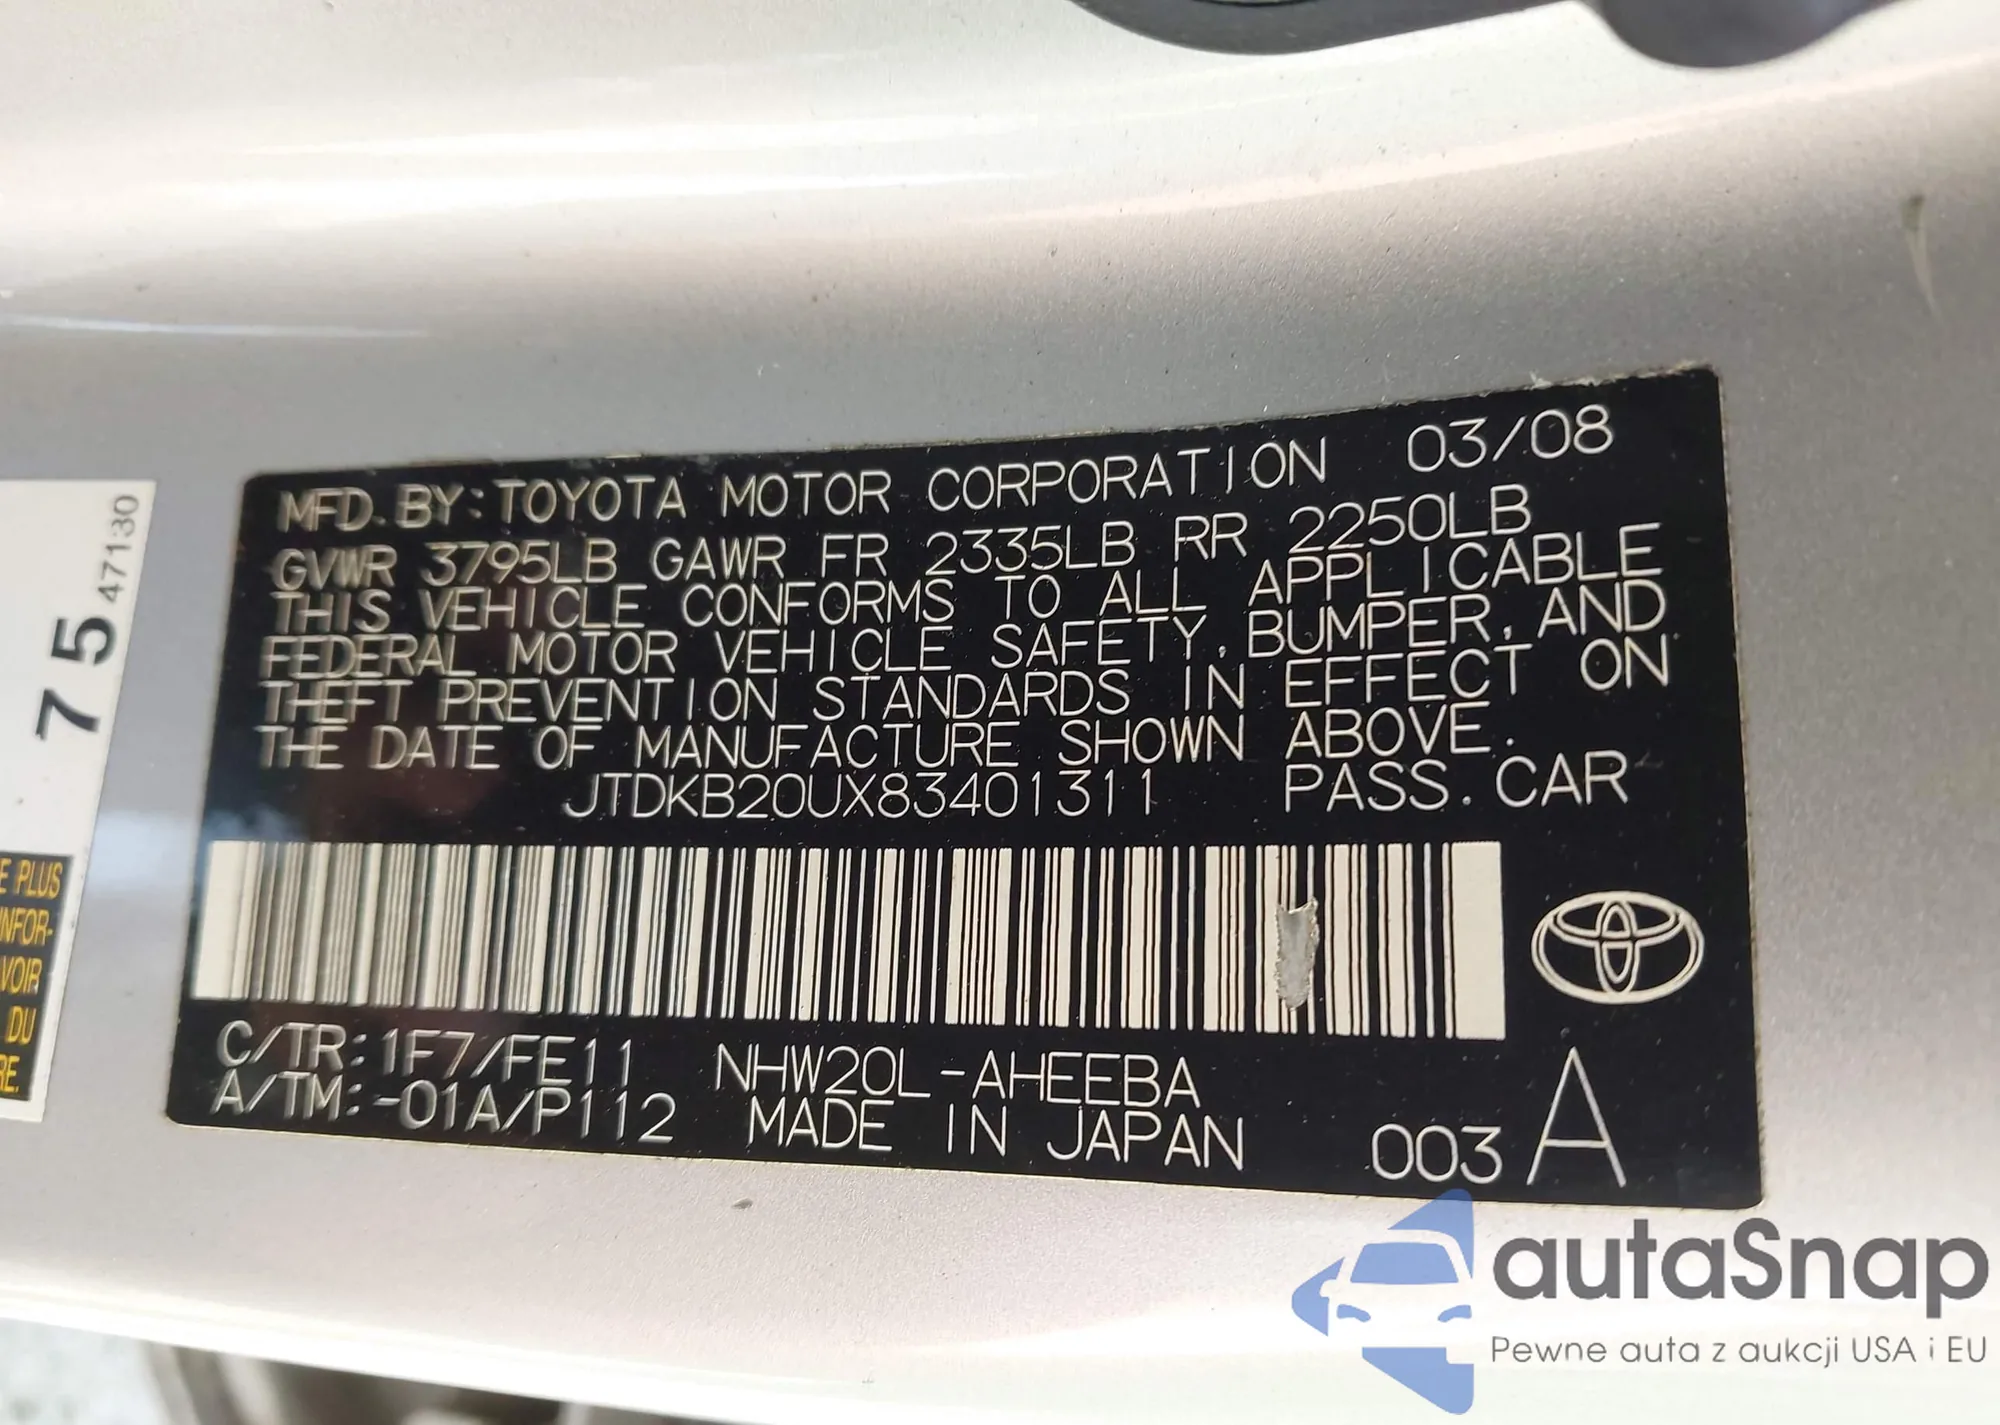 MFD. BY: TOYOTA MOTOR CORPORATION 03/08
GVWR 3795LB GAWR FR 2335LB RR 2250LB
THIS VEHICLE CONFORMS TO ALL APPLICABLE
FEDERAL MOTOR VEHICLE SAFETY, BUMPER, AND
THEFT PREVENTION STANDARDS IN EFFECT ON
THE DATE OF MANUFACTURE SHOWN ABOVE.
JTDKB20UX83401311 PASS. CAR
C/TR: 1F7/FE11 NHW20L-AHEEBA
A/TM: -01A/P112 MADE IN JAPAN 003 A
75 47130
E PLUS
INFOR-
VOIR
DU
RE.
autaSnap
Pewne auta z aukcji USA i EU